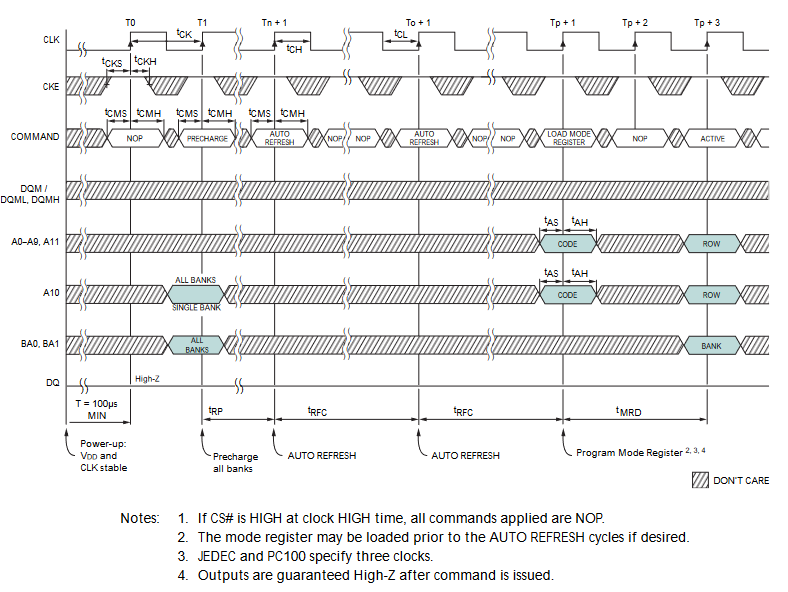 T0 T1 Tn + 1 To + 1 Tp + 1 Tp + 2 Tp + 3
CLK
tCK tCH tCL
tCKS tCKH
CKE
tCMS tCMH tCMS tCMH tCMS tCMH
COMMAND NOP PRECHARGE AUTO REFRESH NOP NOP AUTO REFRESH NOP NOP LOAD MODE REGISTER NOP ACTIVE
DQM /
DQML, DQMH
tAS tAH
A0–A9, A11 CODE ROW
tAS tAH
ALL BANKS
A10 CODE ROW
SINGLE BANK
BA0, BA1 ALL BANKS BANK
DQ High-Z
T = 100µs
MIN
tRP tRFC tRFC tMRD
Power-up:
VDD and
CLK stable
Precharge
all banks
AUTO REFRESH
AUTO REFRESH
Program Mode Register 2, 3, 4
DON'T CARE
Notes: 1. If CS# is HIGH at clock HIGH time, all commands applied are NOP.
2. The mode register may be loaded prior to the AUTO REFRESH cycles if desired.
3. JEDEC and PC100 specify three clocks.
4. Outputs are guaranteed High-Z after command is issued.